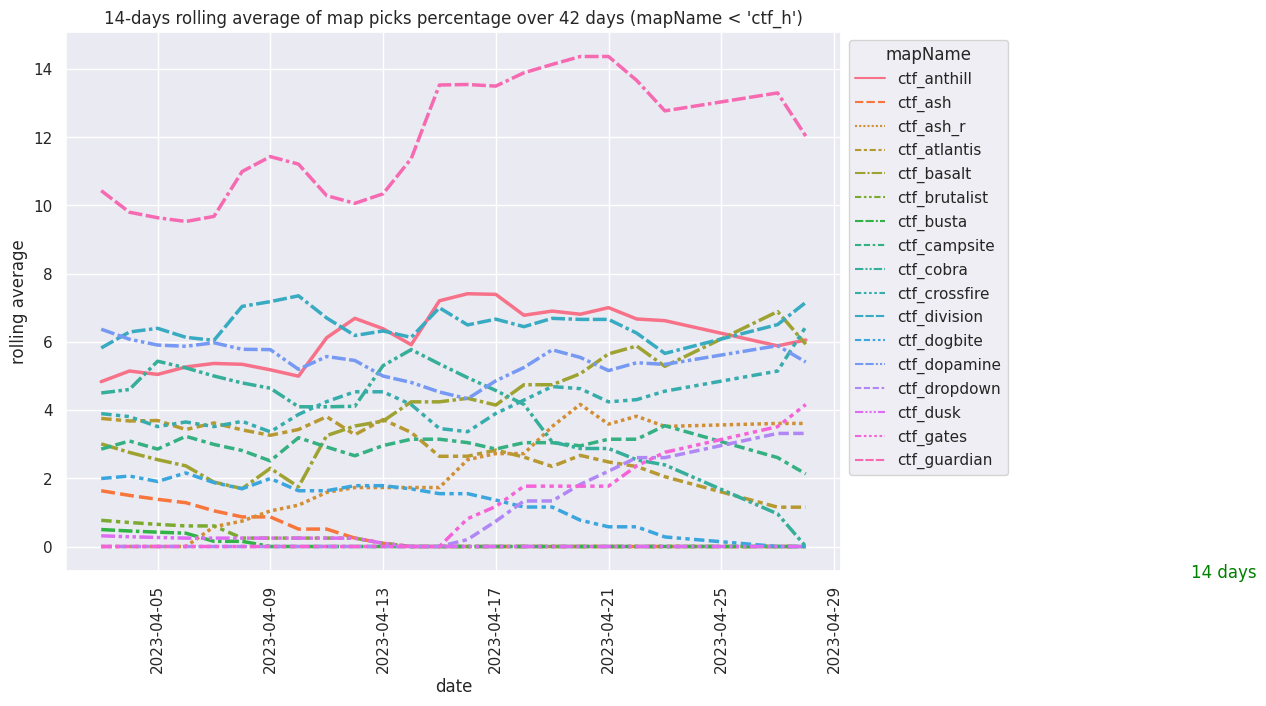 14-days rolling average of map picks percentage over 42 days (mapName < 'ctf_h')
14
12
10
8
6
4
2
0
rolling average
2023-04-05
2023-04-09
2023-04-13
2023-04-17
2023-04-21
2023-04-25
2023-04-29
date
mapName
ctf_anthill
ctf_ash
ctf_ash_r
ctf_atlantis
ctf_basalt
ctf_brutalist
ctf_busta
ctf_campsite
ctf_cobra
ctf_crossfire
ctf_division
ctf_dogbite
ctf_dopamine
ctf_dropdown
ctf_dusk
ctf_gates
ctf_guardian
14 days